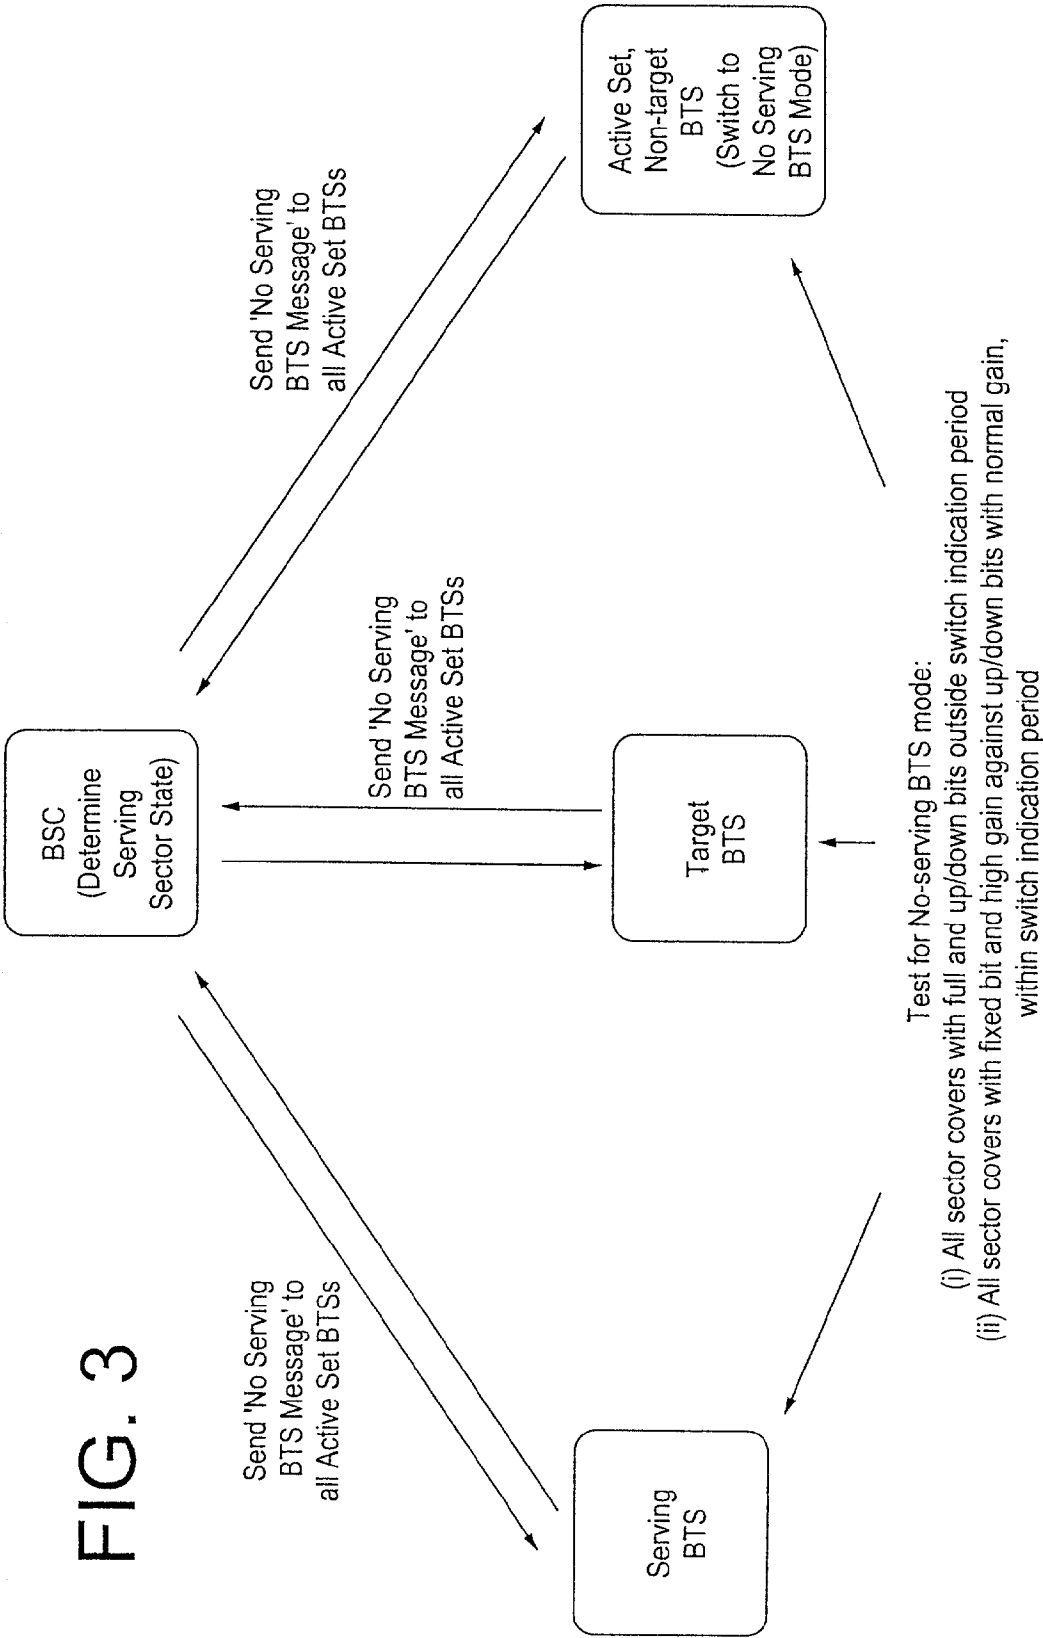 FIG. 3
BSC
(Determine
Serving
Sector State)
Send 'No Serving
BTS Message' to
all Active Set BTSs
Send 'No Serving
BTS Message' to
all Active Set BTSs
Send 'No Serving
BTS Message' to
all Active Set BTSs
Serving
BTS
Target
BTS
Active Set,
Non-target
BTS
(Switch to
No Serving
BTS Mode)
Test for No-serving BTS mode:
(i) All sector covers with full and up/down bits outside switch indication period
(ii) All sector covers with fixed bit and high gain against up/down bits with normal gain,
within switch indication period